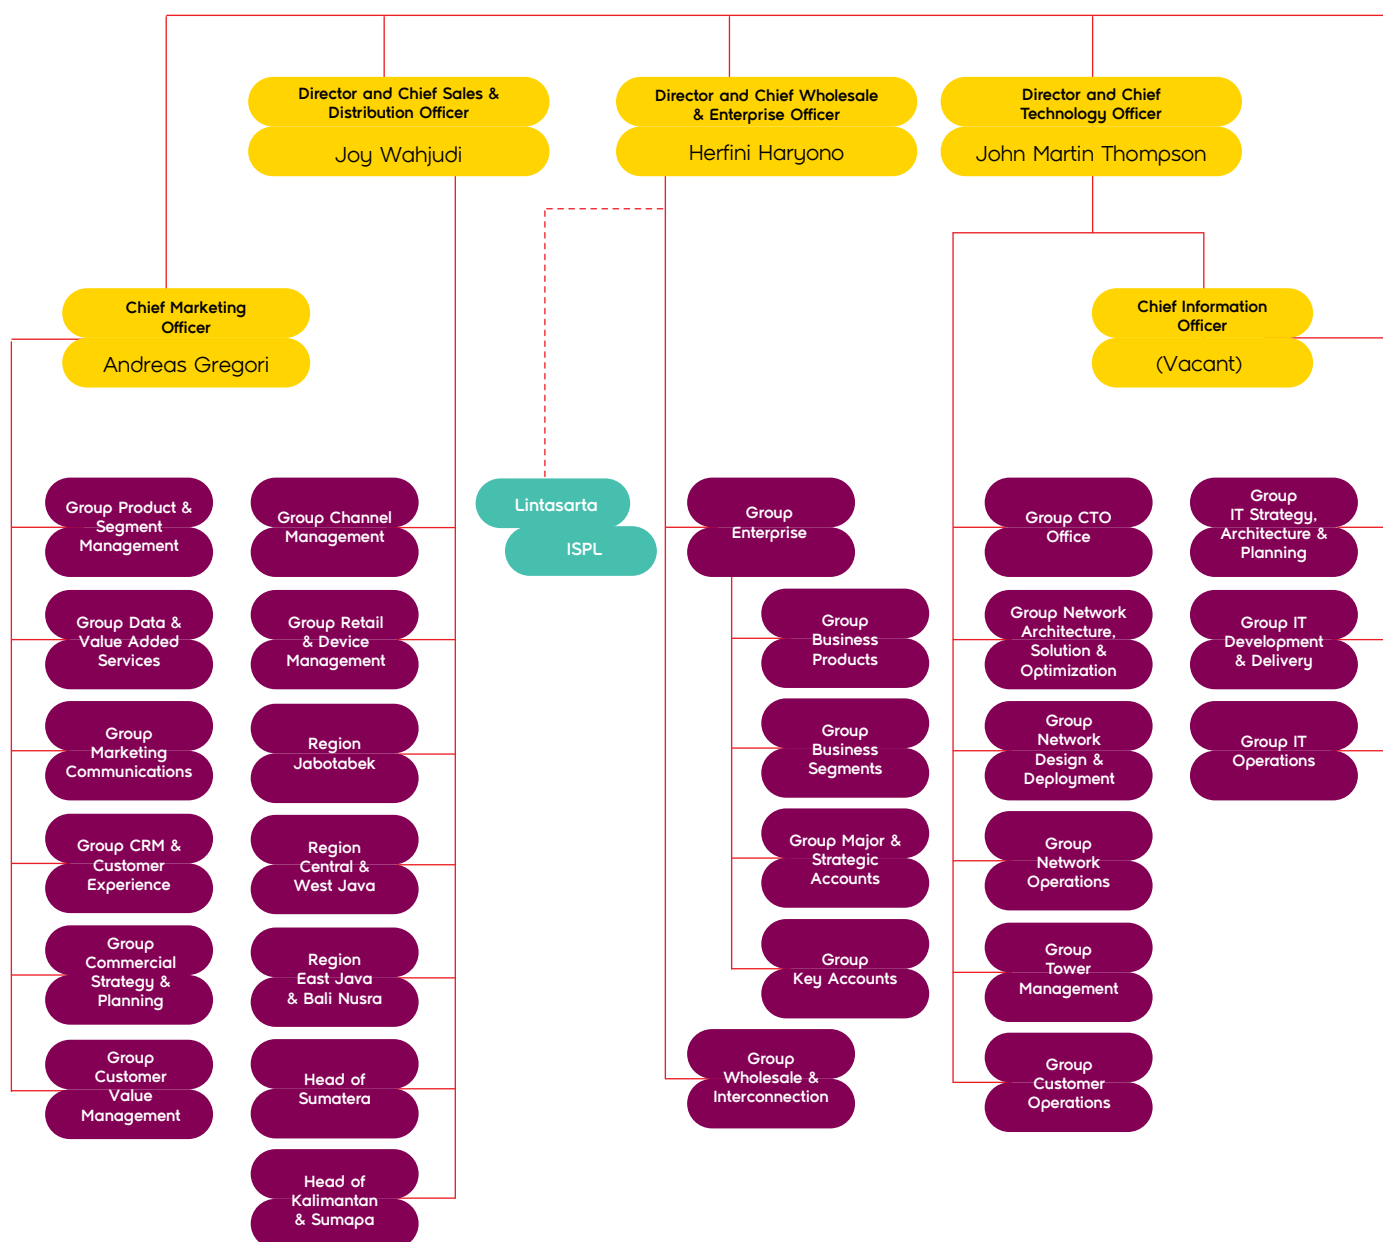 Director and Chief Sales &
Distribution Officer
Joy Wahjudi
Director and Chief Wholesale
& Enterprise Officer
Herfini Haryono
Director and Chief
Technology Officer
John Martin Thompson
Chief Marketing
Officer
Andreas Gregori
Chief Information
Officer
(Vacant)
Group Product &
Segment
Management
Group Data &
Value Added
Services
Group
Marketing
Communications
Group CRM &
Customer
Experience
Group
Commercial
Strategy &
Planning
Group
Customer
Value
Management
Group Channel
Management
Group Retail
& Device
Management
Region
Jabotabek
Region
Central &
West Java
Region
East Java
& Bali Nusra
Head of
Sumatera
Head of
Kalimantan
& Sumapa
Lintasarta
ISPL
Group
Enterprise
Group
Business
Products
Group
Business
Segments
Group Major &
Strategic
Accounts
Group
Key Accounts
Group
Wholesale &
Interconnection
Group CTO
Office
Group Network
Architecture,
Solution &
Optimization
Group
Network
Design &
Deployment
Group
Network
Operations
Group
Tower
Management
Group
Customer
Operations
Group
IT Strategy,
Architecture &
Planning
Group IT
Development
& Delivery
Group IT
Operations